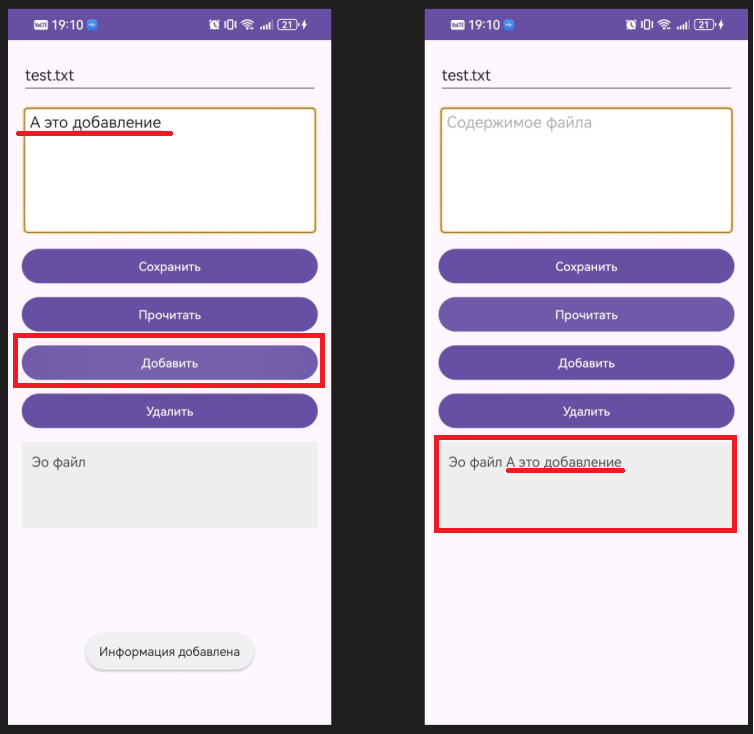 19:10
21
test.txt
А это добавление
Сохранить
Прочитать
Добавить
Удалить
Эо файл
Информация добавлена
19:10
21
test.txt
Содержимое файла
Сохранить
Прочитать
Добавить
Удалить
Эо файл А это добавление